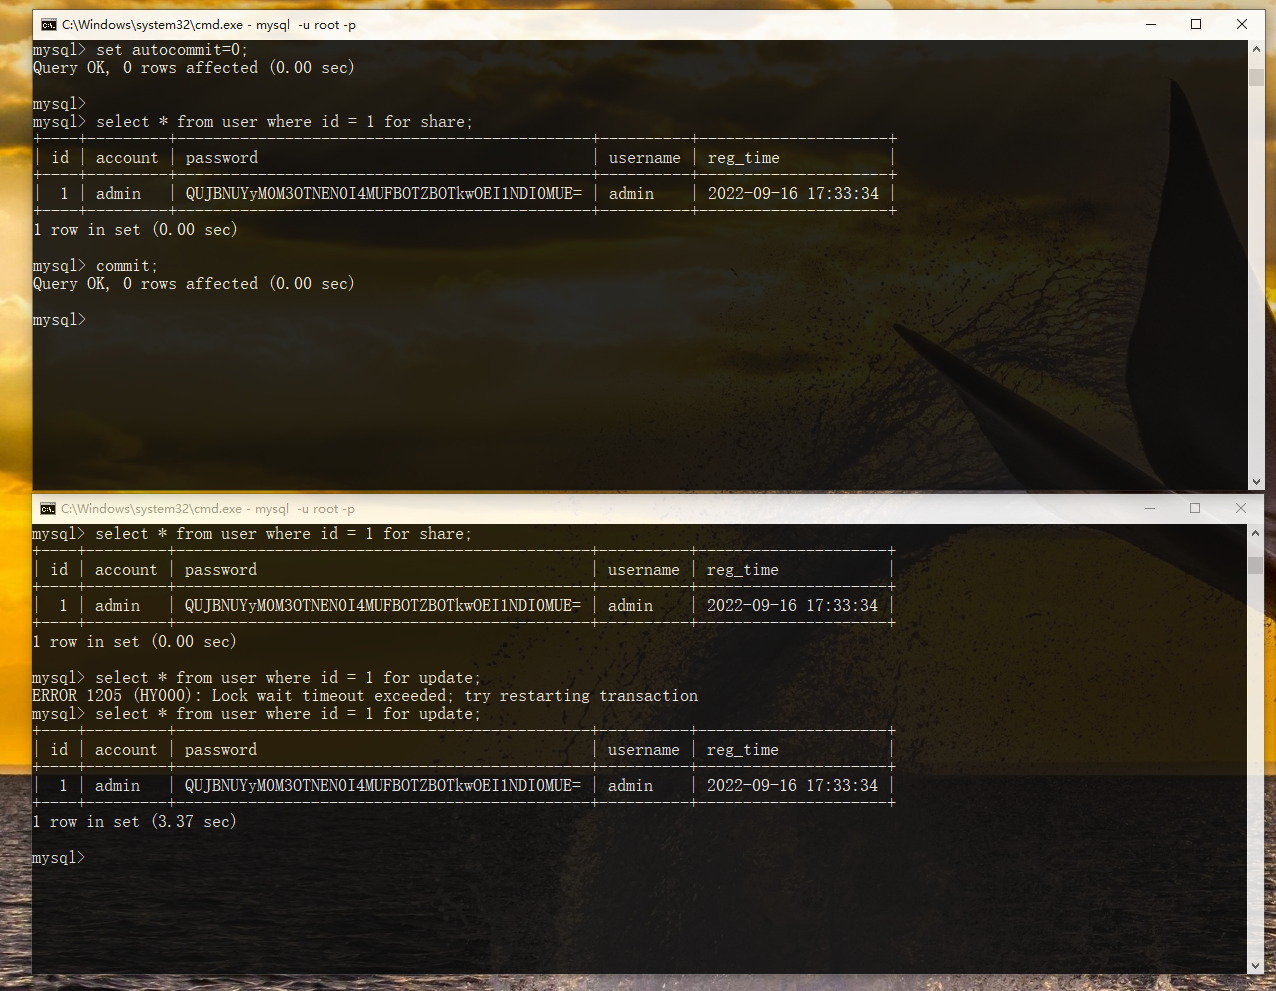 C:\Windows\system32\cmd.exe - mysql  -u root -p
mysql> set autocommit=0;
Query OK, 0 rows affected (0.00 sec)
mysql>
mysql> select * from user where id = 1 for share;
+----+---------+----------------------------------------------+----------+---------------------+
| id | account | password                                     | username | reg_time            |
+----+---------+----------------------------------------------+----------+---------------------+
|  1 | admin   | QUJBNUYyM0M3OTNEN0I4MUFBOTZBOTkwOEI1NDI0MUE= | admin    | 2022-09-16 17:33:34 |
+----+---------+----------------------------------------------+----------+---------------------+
1 row in set (0.00 sec)
mysql> commit;
Query OK, 0 rows affected (0.00 sec)
mysql>
C:\Windows\system32\cmd.exe - mysql  -u root -p
mysql> select * from user where id = 1 for share;
+----+---------+----------------------------------------------+----------+---------------------+
| id | account | password                                     | username | reg_time            |
+----+---------+----------------------------------------------+----------+---------------------+
|  1 | admin   | QUJBNUYyM0M3OTNEN0I4MUFBOTZBOTkwOEI1NDI0MUE= | admin    | 2022-09-16 17:33:34 |
+----+---------+----------------------------------------------+----------+---------------------+
1 row in set (0.00 sec)
mysql> select * from user where id = 1 for update;
ERROR 1205 (HY000): Lock wait timeout exceeded; try restarting transaction
mysql> select * from user where id = 1 for update;
+----+---------+----------------------------------------------+----------+---------------------+
| id | account | password                                     | username | reg_time            |
+----+---------+----------------------------------------------+----------+---------------------+
|  1 | admin   | QUJBNUYyM0M3OTNEN0I4MUFBOTZBOTkwOEI1NDI0MUE= | admin    | 2022-09-16 17:33:34 |
+----+---------+----------------------------------------------+----------+---------------------+
1 row in set (3.37 sec)
mysql>